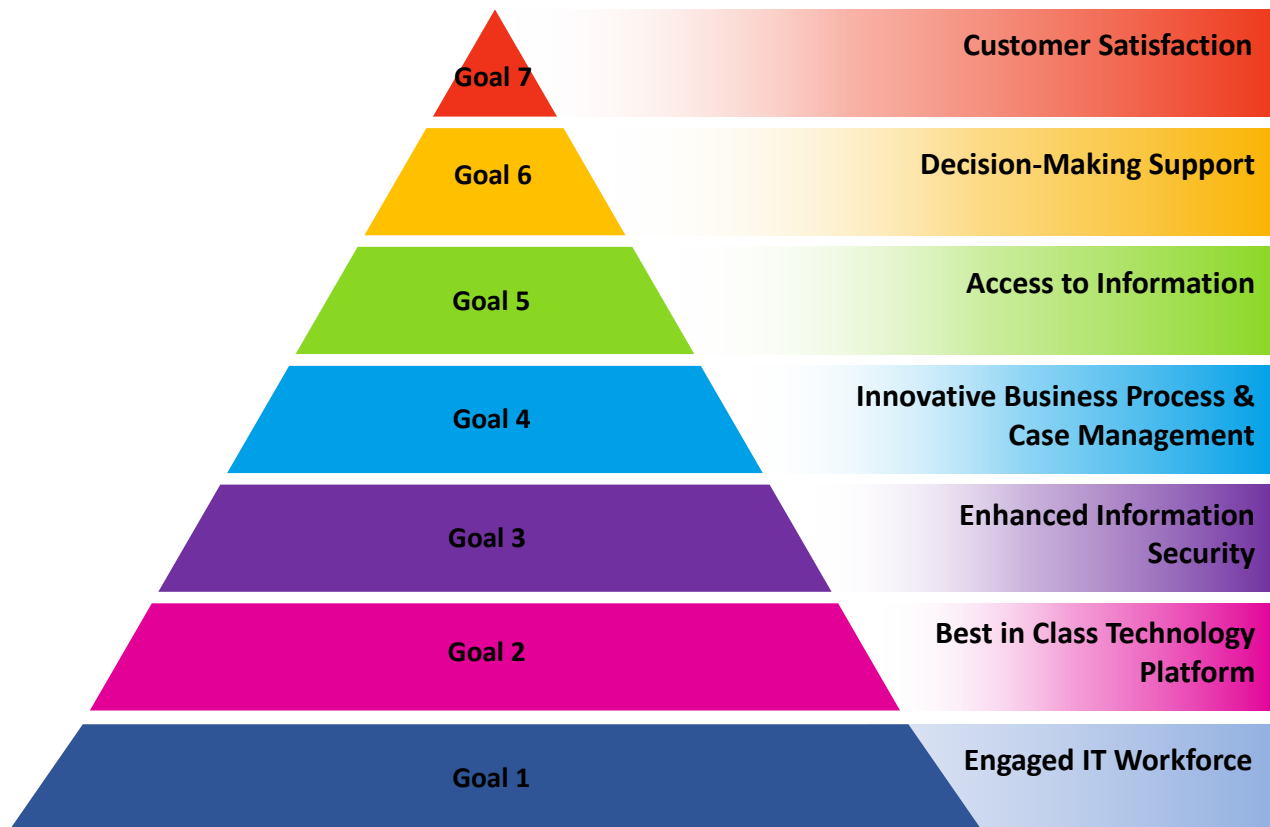 Goal 7
Customer Satisfaction
Goal 6
Decision-Making Support
Goal 5
Access to Information
Goal 4
Innovative Business Process &
Case Management
Goal 3
Enhanced Information
Security
Goal 2
Best in Class Technology
Platform
Goal 1
Engaged IT Workforce